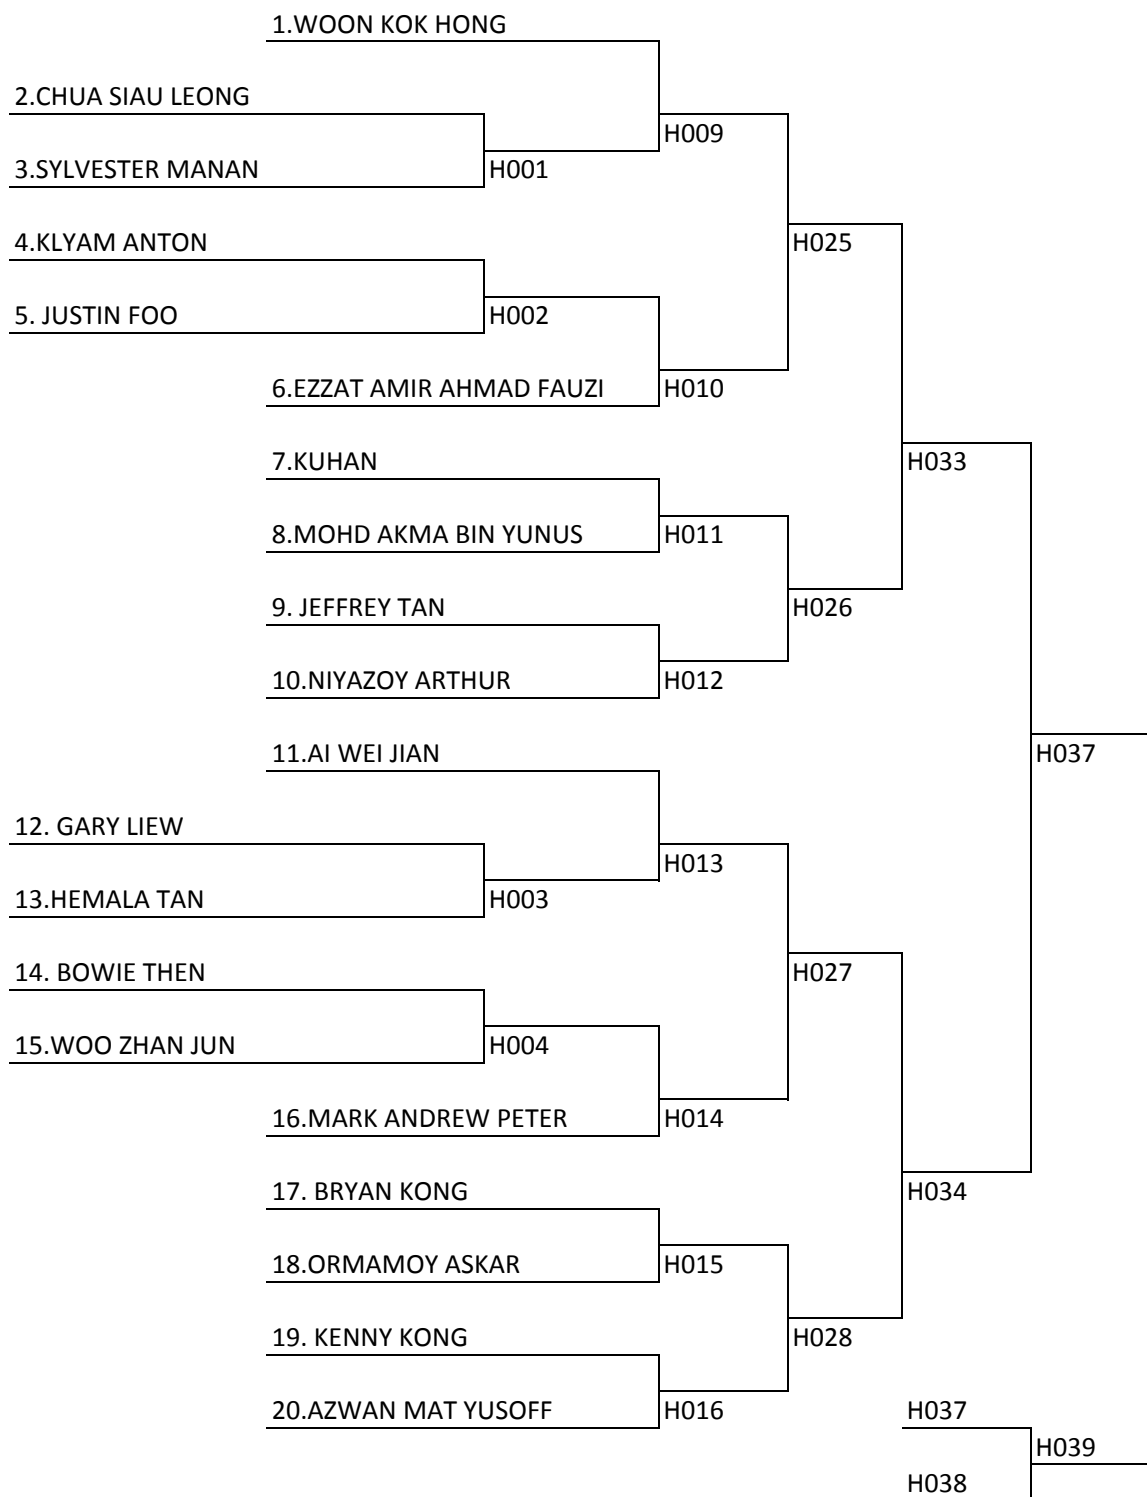 1.WOON KOK HONG
2.CHUA SIAU LEONG
H009
3.SYLVESTER MANAN
H001
4.KLYAM ANTON
H025
5. JUSTIN FOO
H002
6.EZZAT AMIR AHMAD FAUZI
H010
7.KUHAN
H033
8.MOHD AKMA BIN YUNUS
H011
9. JEFFREY TAN
H026
10.NIYAZOY ARTHUR
H012
11.AI WEI JIAN
H037
12. GARY LIEW
H013
13.HEMALA TAN
H003
14. BOWIE THEN
H027
15.WOO ZHAN JUN
H004
16.MARK ANDREW PETER
H014
17. BRYAN KONG
H034
18.ORMAMOY ASKAR
H015
19. KENNY KONG
H028
20.AZWAN MAT YUSOFF
H016
H037
H039
H038